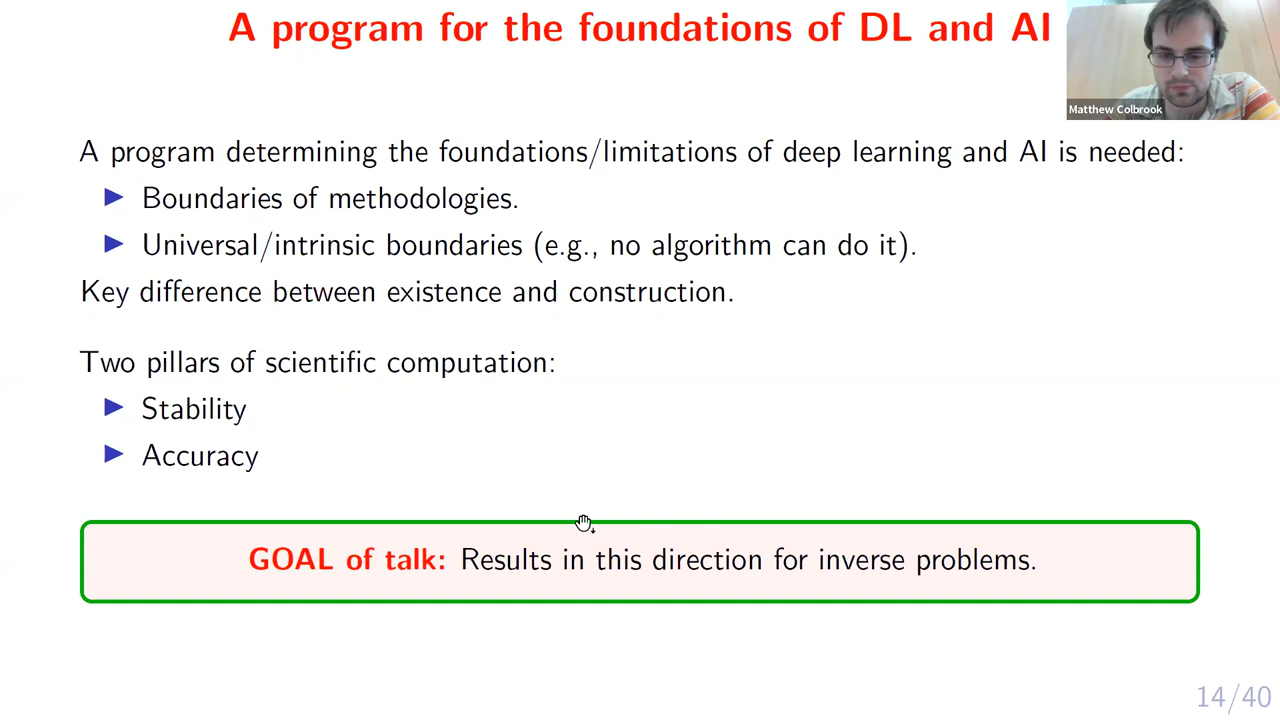 A program for the foundations of DL and AI
Matthew Colbrook
A program determining the foundations/limitations of deep learning and AI is needed:
▶ Boundaries of methodologies.
▶ Universal/intrinsic boundaries (e.g., no algorithm can do it).
Key difference between existence and construction.
Two pillars of scientific computation:
▶ Stability
▶ Accuracy
GOAL of talk: Results in this direction for inverse problems.
14/40